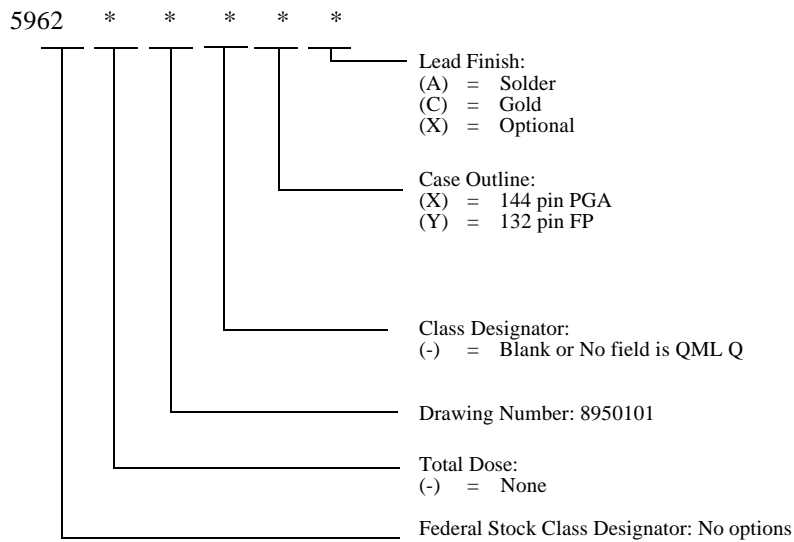 5962 * * * * *
Lead Finish:
(A) = Solder
(C) = Gold
(X) = Optional
Case Outline:
(X) = 144 pin PGA
(Y) = 132 pin FP
Class Designator:
(-) = Blank or No field is QML Q
Drawing Number: 8950101
Total Dose:
(-) = None
Federal Stock Class Designator: No options